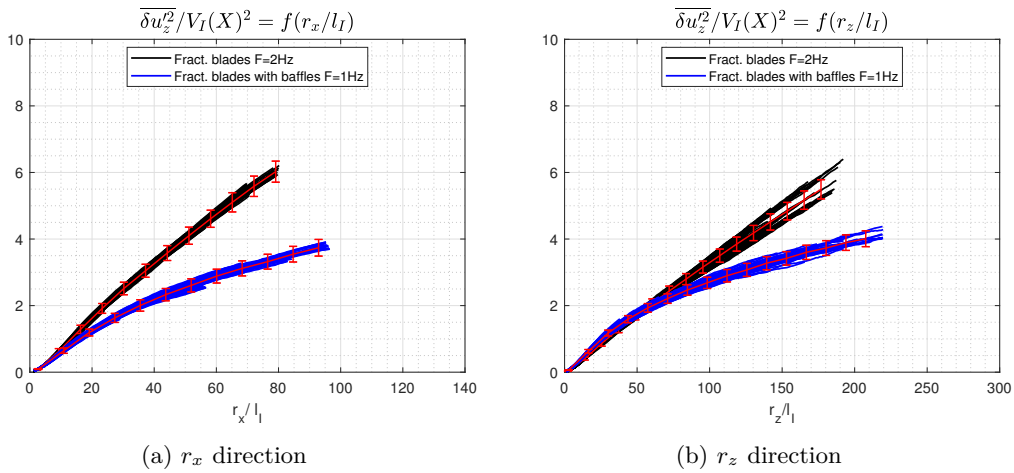 $\overline{\delta u_z'^2}/V_I(X)^2 = f(r_x/l_I)$
10
8
6
4
2
0
Fract. blades F=2Hz
Fract. blades with baffles F=1Hz
0 20 40 60 80 100 120 140
r_x/ l_I
(a) r_x direction
$\overline{\delta u_z'^2}/V_I(X)^2 = f(r_z/l_I)$
10
8
6
4
2
0
Fract. blades F=2Hz
Fract. blades with baffles F=1Hz
0 50 100 150 200 250 300
r_z/l_I
(b) r_z direction